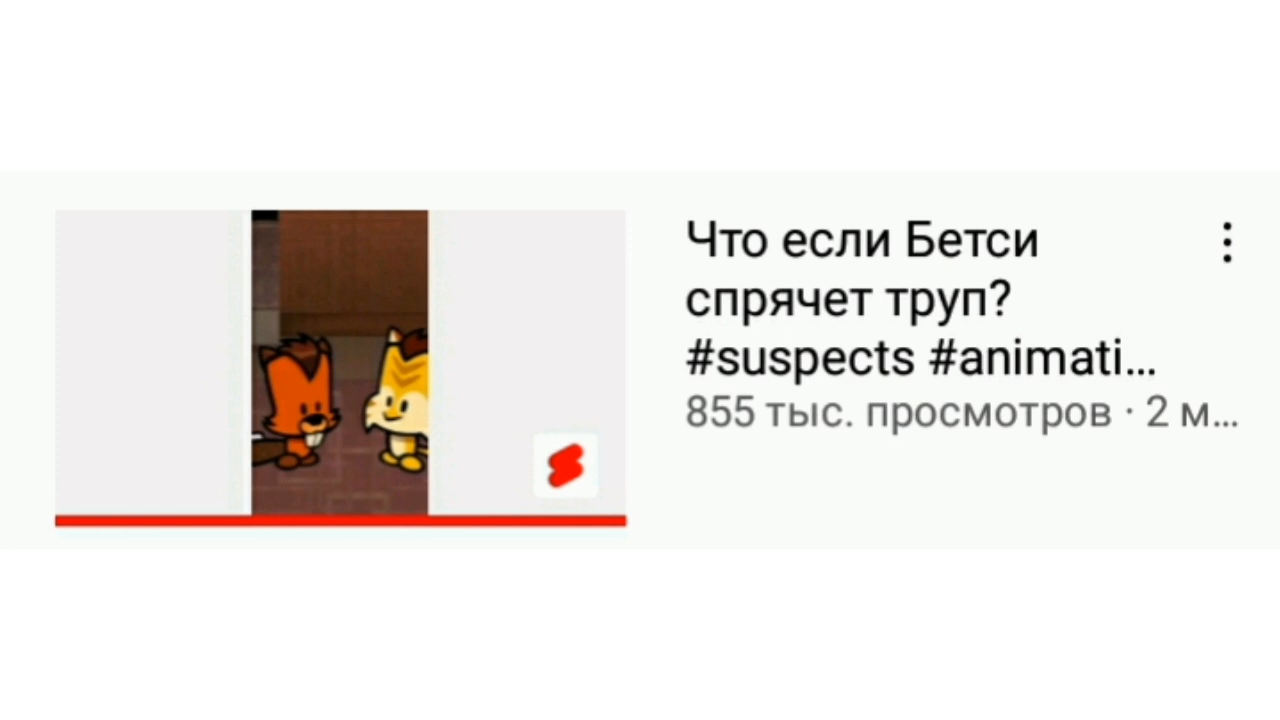 Что если Бетси
спрячет труп?
#suspects #animati...
855 тыс. просмотров · 2 м...